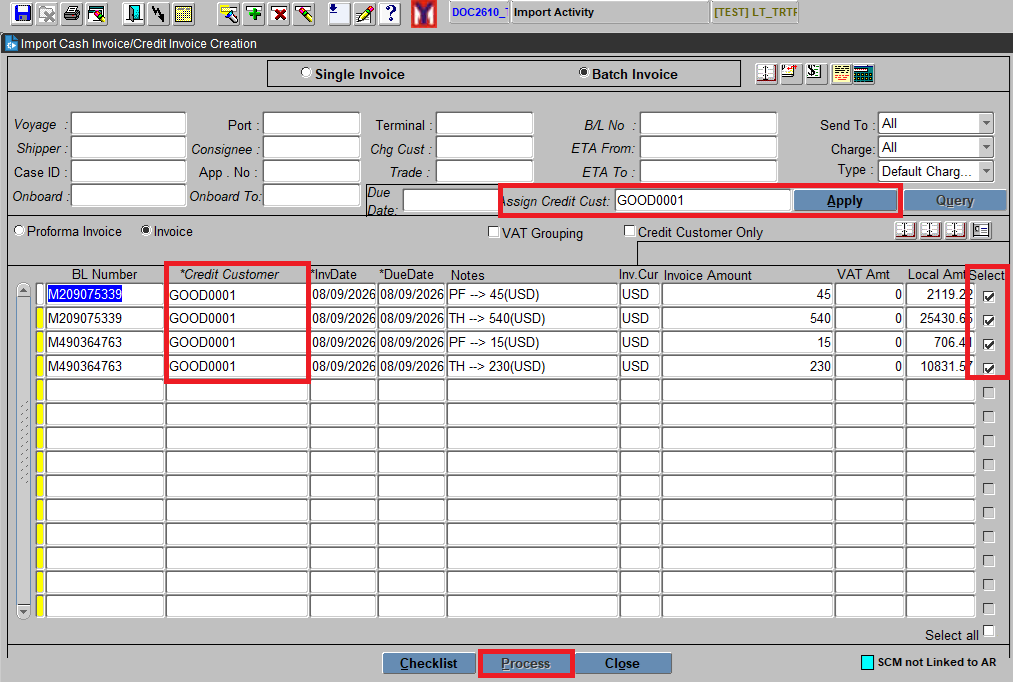 DOC2610_ Import Activity [TEST] LT_TRTP
Import Cash Invoice/Credit Invoice Creation
Single Invoice Batch Invoice
Voyage : Port : Terminal : B/L No : Send To : All
Shipper : Consignee : Chg Cust : ETA From: Charge: All
Case ID : App . No : Trade : ETA To : Type : Default Charg...
Onboard : Onboard To: Due Date: Assign Credit Cust: GOOD0001 Apply Query
Proforma Invoice Invoice VAT Grouping Credit Customer Only
BL Number *Credit Customer *InvDate *DueDate Notes Inv.Cur Invoice Amount VAT Amt Local Amt Select
M209075339 GOOD0001 08/09/2026 08/09/2026 PF --> 45(USD) USD 45 0 2119.22
M209075339 GOOD0001 08/09/2026 08/09/2026 TH --> 540(USD) USD 540 0 25430.65
M490364763 GOOD0001 08/09/2026 08/09/2026 PF --> 15(USD) USD 15 0 706.41
M490364763 GOOD0001 08/09/2026 08/09/2026 TH --> 230(USD) USD 230 0 10831.57
Select all
Checklist Process Close SCM not Linked to AR